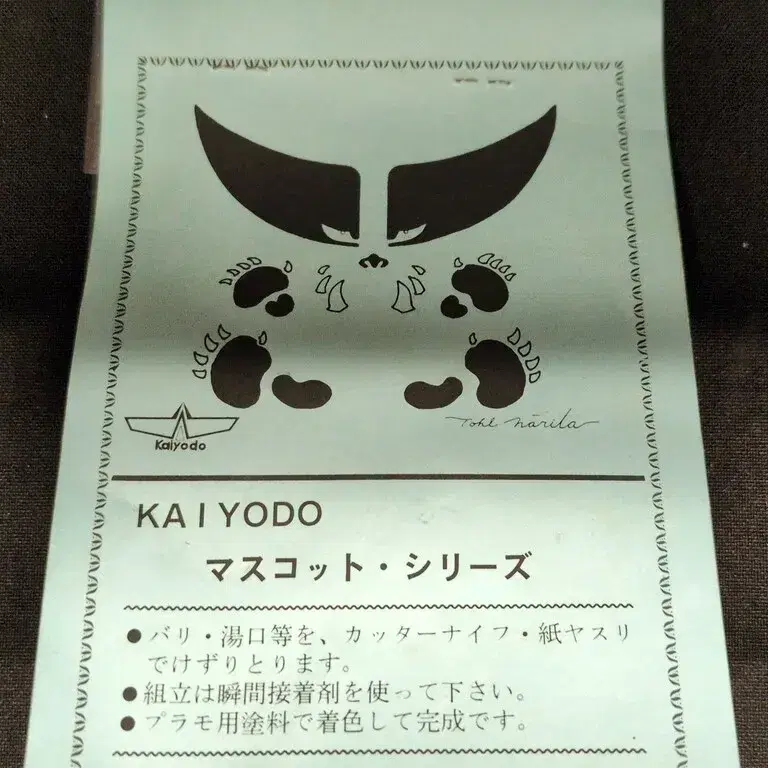 Kaiyodo
Tohl Narita
KAIYODO
マスコット・シリーズ
●バリ・湯口等を、カッターナイフ・紙ヤスリ
でけずりとります。
●組立は瞬間接着剤を使って下さい。
●プラモ用塗料で着色して完成です。